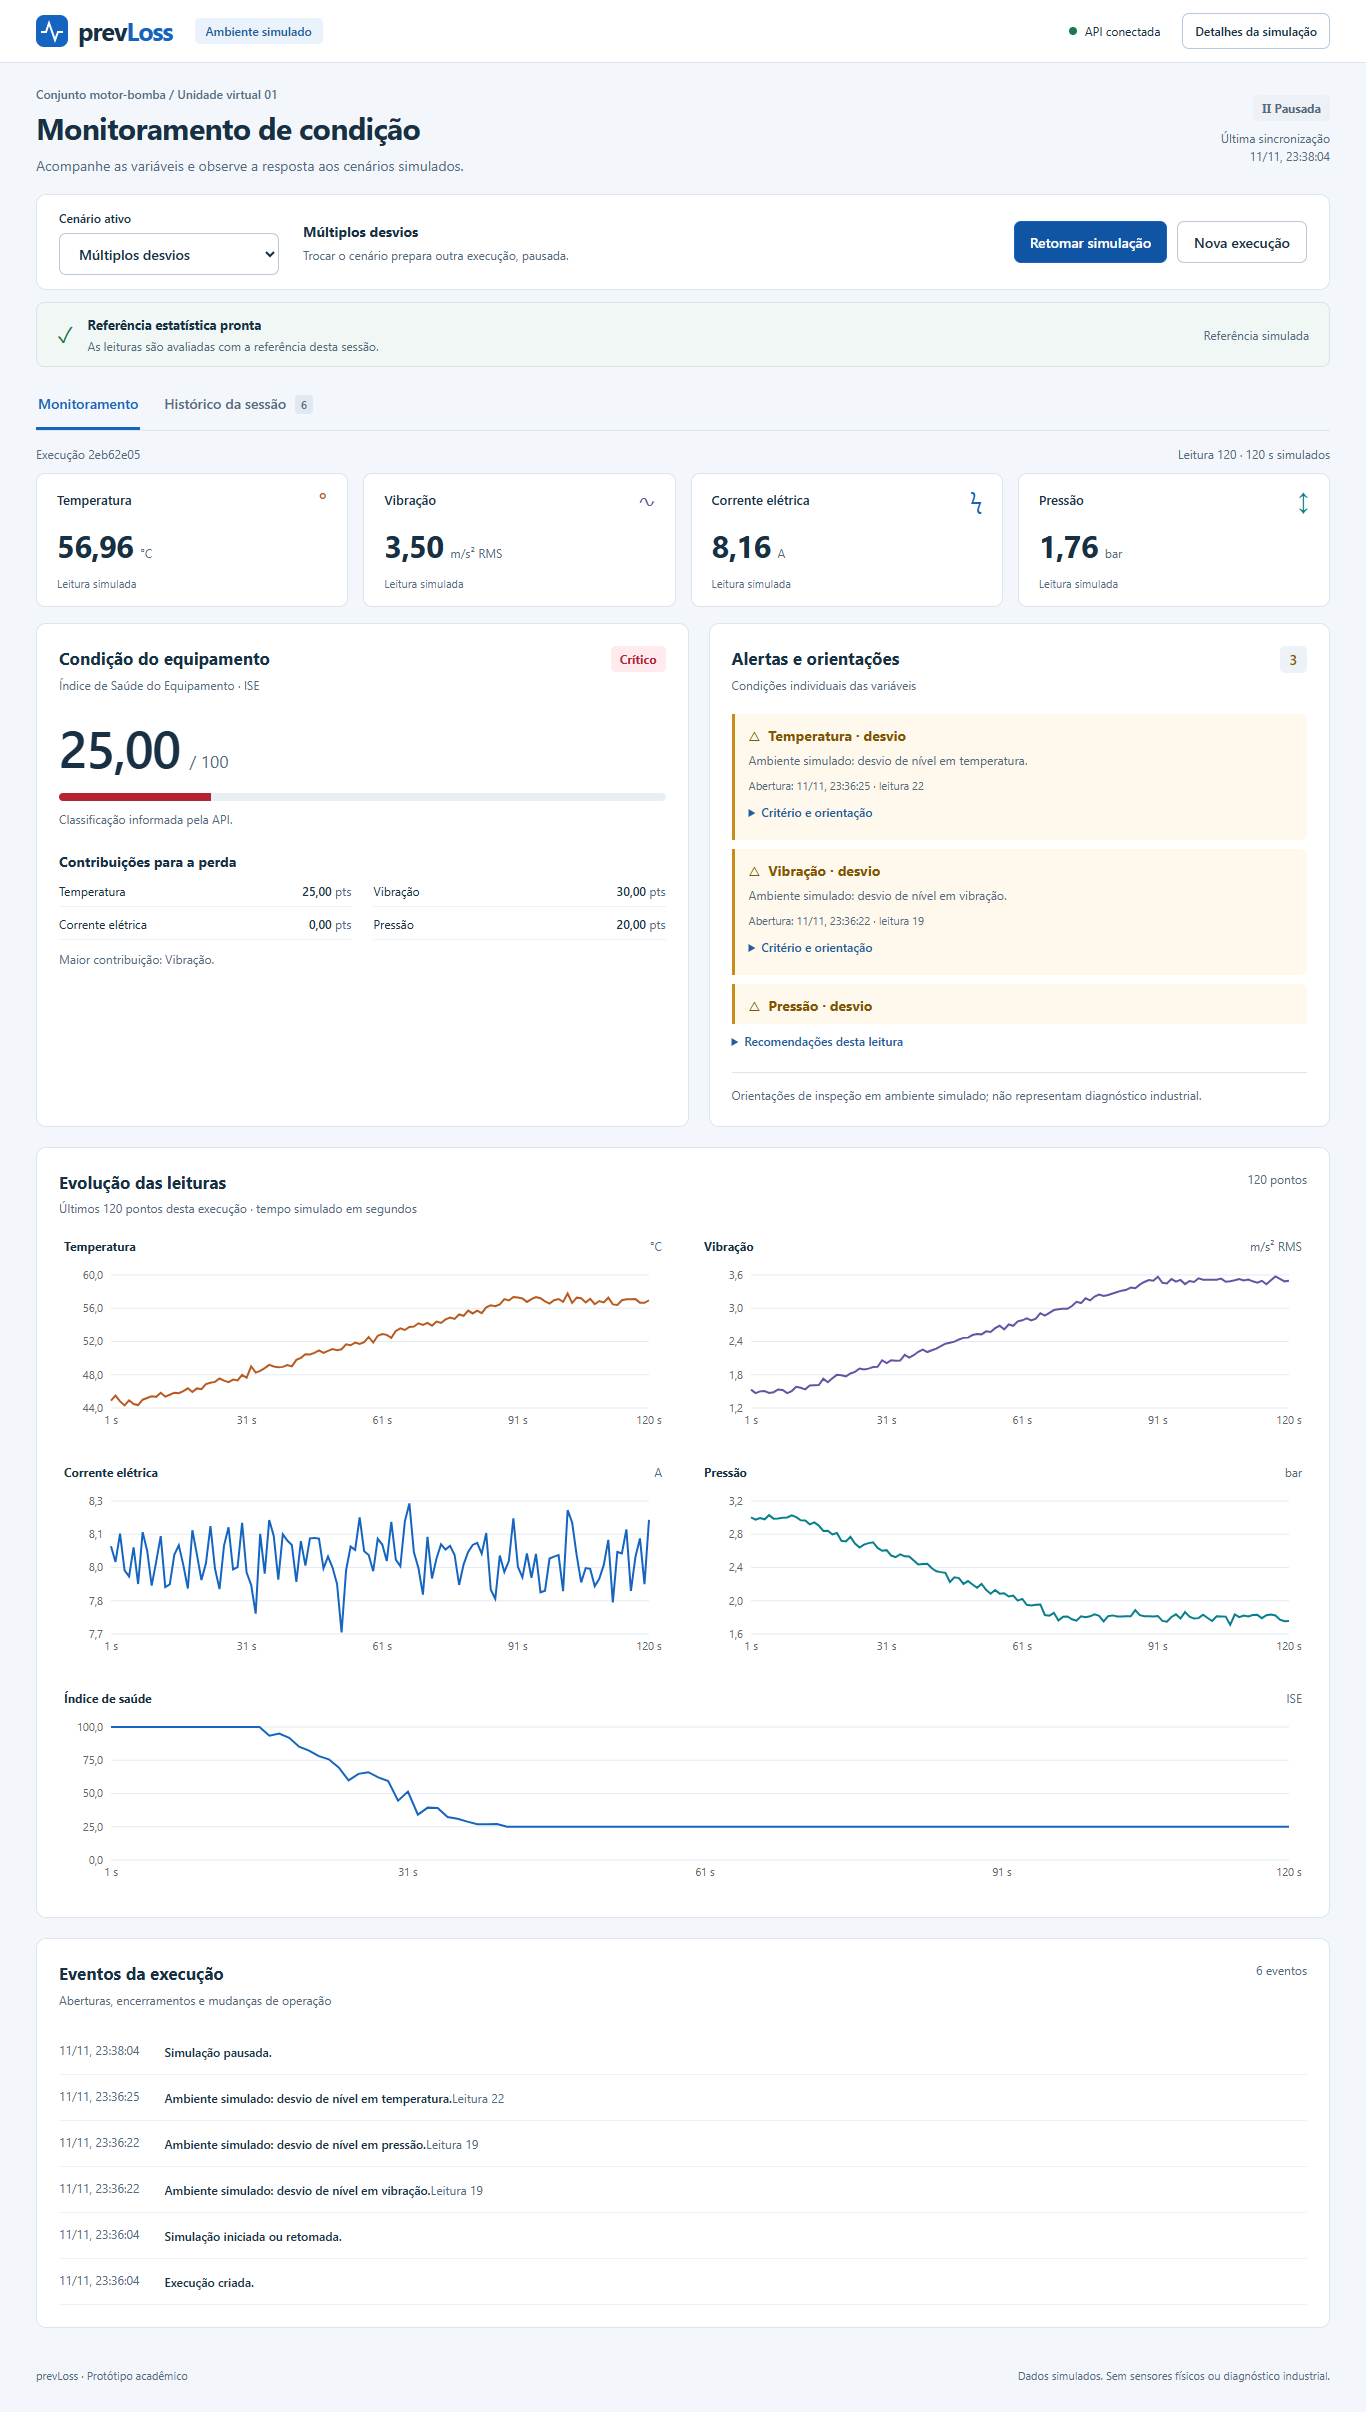 prevLoss Ambiente simulado API conectada Detalhes da simulação
Conjunto motor-bomba / Unidade virtual 01
Monitoramento de condição
Acompanhe as variáveis e observe a resposta aos cenários simulados.
II Pausada
Última sincronização
11/11, 23:38:04
Cenário ativo
Múltiplos desvios
Múltiplos desvios
Trocar o cenário prepara outra execução, pausada.
Retomar simulação Nova execução
Referência estatística pronta
As leituras são avaliadas com a referência desta sessão.
Referência simulada
Monitoramento Histórico da sessão 6
Execução 2eb62e05 Leitura 120 · 120 s simulados
Temperatura
56,96 °C
Leitura simulada
Vibração
3,50 m/s² RMS
Leitura simulada
Corrente elétrica
8,16 A
Leitura simulada
Pressão
1,76 bar
Leitura simulada
Condição do equipamento Crítico
Índice de Saúde do Equipamento · ISE
25,00 / 100
Classificação informada pela API.
Contribuições para a perda
Temperatura 25,00 pts Vibração 30,00 pts
Corrente elétrica 0,00 pts Pressão 20,00 pts
Maior contribuição: Vibração.
Alertas e orientações 3
Condições individuais das variáveis
Temperatura · desvio
Ambiente simulado: desvio de nível em temperatura.
Abertura: 11/11, 23:36:25 · leitura 22
Critério e orientação
Vibração · desvio
Ambiente simulado: desvio de nível em vibração.
Abertura: 11/11, 23:36:22 · leitura 19
Critério e orientação
Pressão · desvio
Recomendações desta leitura
Orientações de inspeção em ambiente simulado; não representam diagnóstico industrial.
Evolução das leituras 120 pontos
Últimos 120 pontos desta execução · tempo simulado em segundos
Temperatura °C
60,0
56,0
52,0
48,0
44,0
1 s 31 s 61 s 91 s 120 s
Vibração m/s² RMS
3,6
3,0
2,4
1,8
1,2
1 s 31 s 61 s 91 s 120 s
Corrente elétrica A
8,3
8,1
8,0
7,8
7,7
1 s 31 s 61 s 91 s 120 s
Pressão bar
3,2
2,8
2,4
2,0
1,6
1 s 31 s 61 s 91 s 120 s
Índice de saúde ISE
100,0
75,0
50,0
25,0
0,0
1 s 31 s 61 s 91 s 120 s
Eventos da execução 6 eventos
Aberturas, encerramentos e mudanças de operação
11/11, 23:38:04 Simulação pausada.
11/11, 23:36:25 Ambiente simulado: desvio de nível em temperatura.Leitura 22
11/11, 23:36:22 Ambiente simulado: desvio de nível em pressão.Leitura 19
11/11, 23:36:22 Ambiente simulado: desvio de nível em vibração.Leitura 19
11/11, 23:36:04 Simulação iniciada ou retomada.
11/11, 23:36:04 Execução criada.
prevLoss · Protótipo acadêmico Dados simulados. Sem sensores físicos ou diagnóstico industrial.